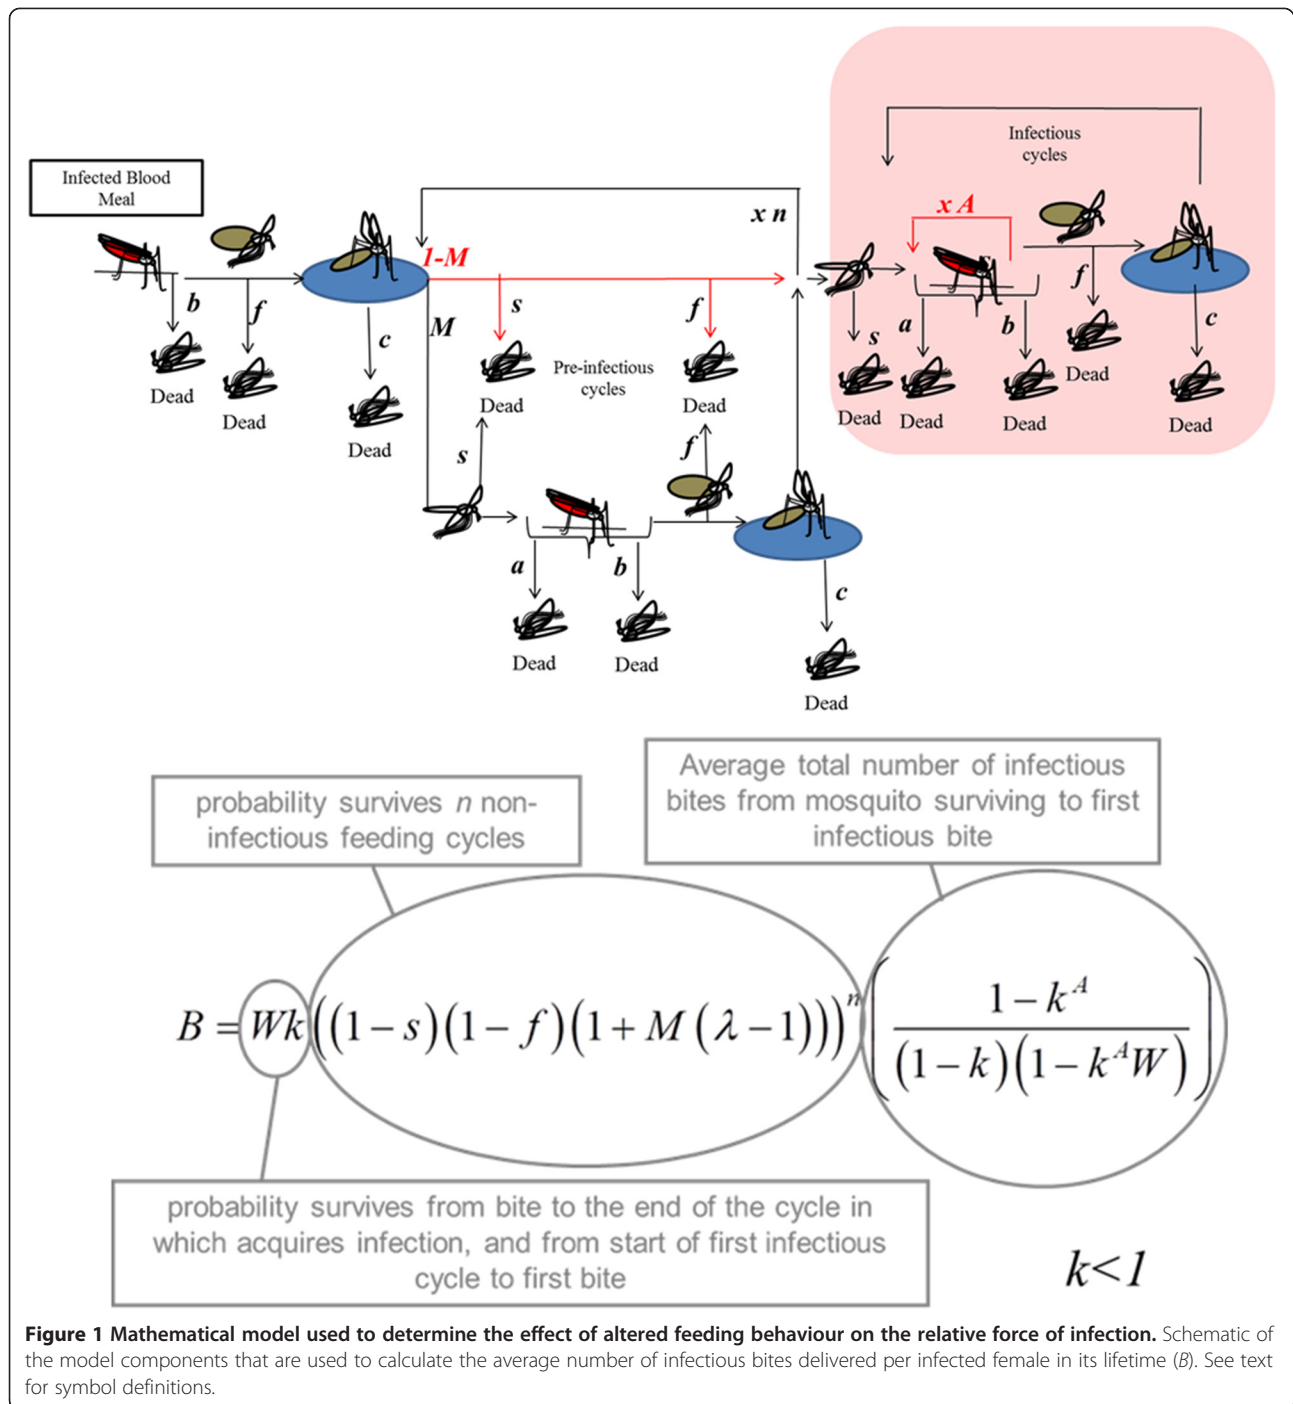 Infected Blood
Meal
b
Dead
f
Dead
c
Dead
1-M
M
s
Dead
Pre-infectious
cycles
f
Dead
x n
s
a
Dead
b
Dead
f
c
Dead
Infectious
cycles
x A
s
Dead
a
Dead
b
Dead
f
Dead
c
Dead
probability survives n non-
infectious feeding cycles
Average total number of infectious
bites from mosquito surviving to first
infectious bite
B = Wk((1 − s)(1 − f)(1 + M(λ − 1)))^n ( (1 − k^A) / ((1 − k)(1 − k^A W)) )
probability survives from bite to the end of the cycle in
which acquires infection, and from start of first infectious
cycle to first bite
k<1
Figure 1 Mathematical model used to determine the effect of altered feeding behaviour on the relative force of infection. Schematic of
the model components that are used to calculate the average number of infectious bites delivered per infected female in its lifetime (B). See text
for symbol definitions.